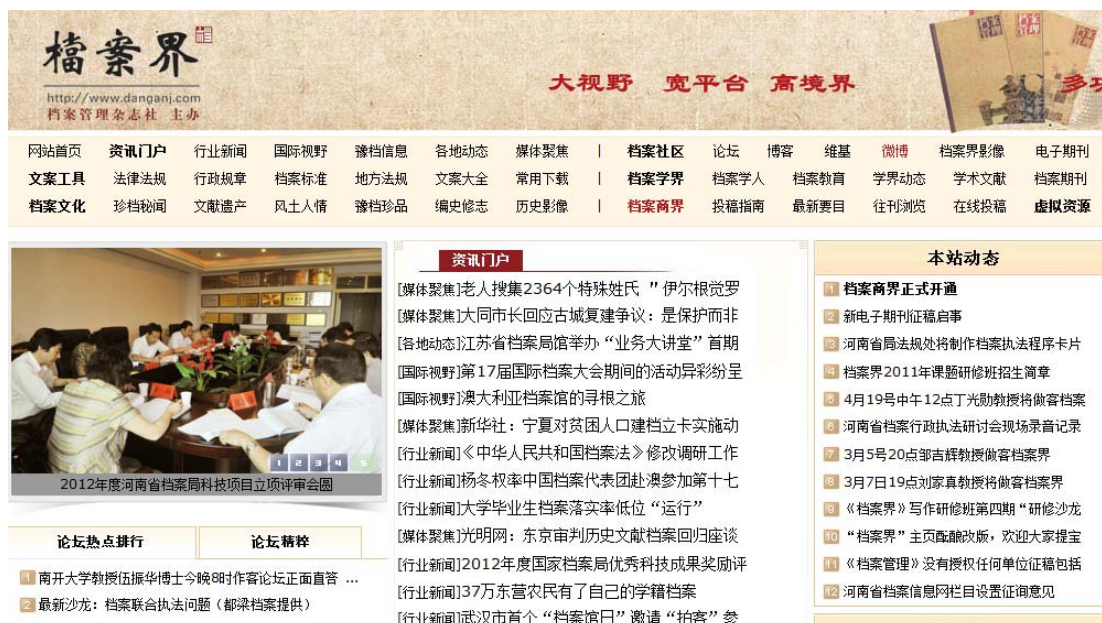 檔案界
http://www.danganj.com
档案管理杂志社 主办
大视野 宽平台 高境界
网站首页 资讯门户 行业新闻 国际视野 豫档信息 各地动态 媒体聚焦 | 档案社区 论坛 博客 维基 微博 档案界影像 电子期刊
文案工具 法律法规 行政规章 档案标准 地方法规 文案大全 常用下载 | 档案学界 档案学人 档案教育 学界动态 学术文献 档案期刊
档案文化 珍档秘闻 文献遗产 风土人情 豫档珍品 编史修志 历史影像 | 档案商界 投稿指南 最新要目 往刊浏览 在线投稿 虚拟资源
1 2 3 4 5
2012年度河南省档案局科技项目立项评审会圆
论坛热点排行 论坛精粹
1 南开大学教授伍振华博士今晚8时作客论坛正面直答 ...
2 最新沙龙：档案联合执法问题（都梁档案提供）
资讯门户
[媒体聚焦]老人搜集2364个特殊姓氏 "伊尔根觉罗
[媒体聚焦]大同市长回应古城复建争议：是保护而非
[各地动态]江苏省档案局馆举办“业务大讲堂”首期
[国际视野]第17届国际档案大会期间的活动异彩纷呈
[国际视野]澳大利亚档案馆的寻根之旅
[媒体聚焦]新华社：宁夏对贫困人口建档立卡实施动
[行业新闻]《中华人民共和国档案法》修改调研工作
[行业新闻]杨冬权率中国档案代表团赴澳参加第十七
[行业新闻]大学毕业生档案落实率低位“运行”
[媒体聚焦]光明网：东京审判历史文献档案回归座谈
[行业新闻]2012年度国家档案局优秀科技成果奖励评
[行业新闻]37万东营农民有了自己的学籍档案
[行业新闻]武汉市首个“档案馆日”邀请“拍客”参
本站动态
1 档案商界正式开通
2 新电子期刊征稿启事
3 河南省局法规处将制作档案执法程序卡片
4 档案界2011年课题研修班招生简章
5 4月19号中午12点丁光勋教授将做客档案
6 河南省档案行政执法研讨会现场录音记录
7 3月5号20点邹吉辉教授做客档案界
8 3月7日19点刘家真教授将做客档案界
9 《档案界》写作研修班第四期“研修沙龙
10 “档案界”主页酝酿改版，欢迎大家提宝
11 《档案管理》没有授权任何单位征稿包括
12 河南省档案信息网栏目设置征询意见